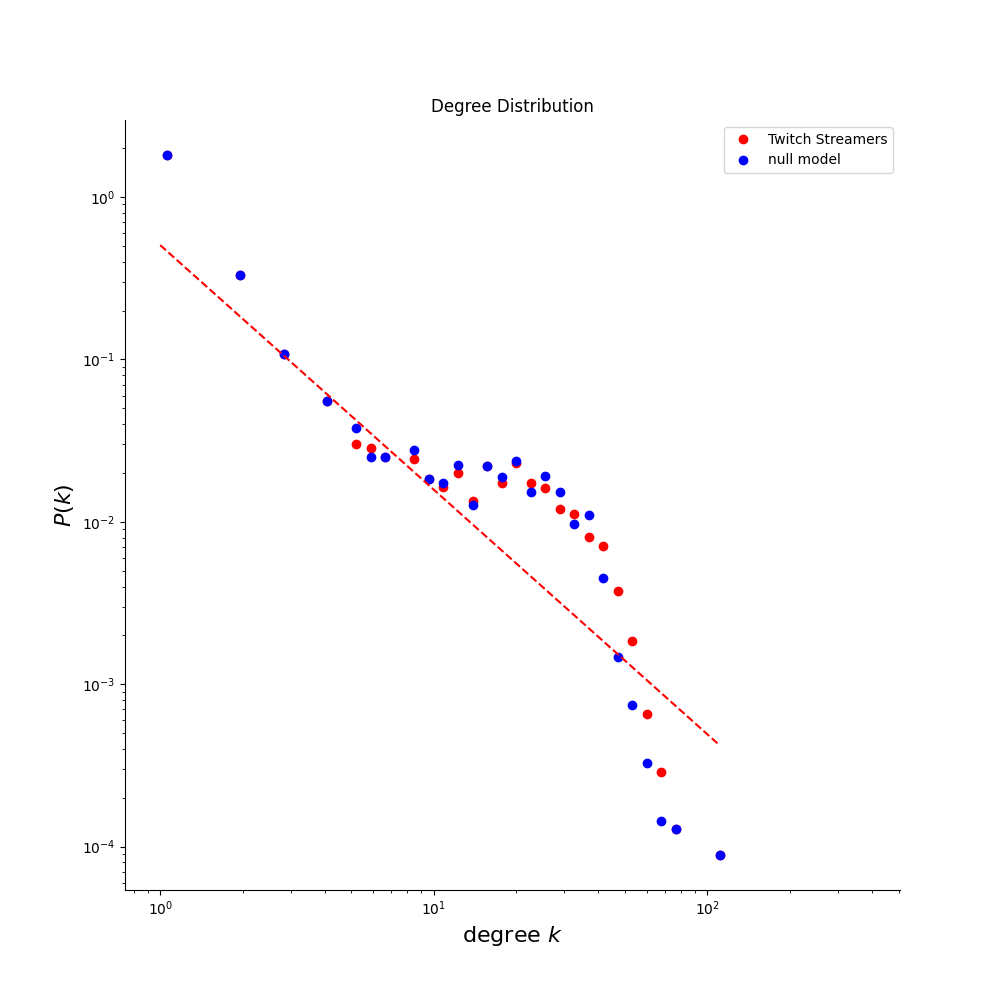 Degree Distribution
Twitch Streamers
null model
10⁰
10⁻¹
10⁻²
10⁻³
10⁻⁴
P(k)
10⁰ 10¹ 10²
degree k